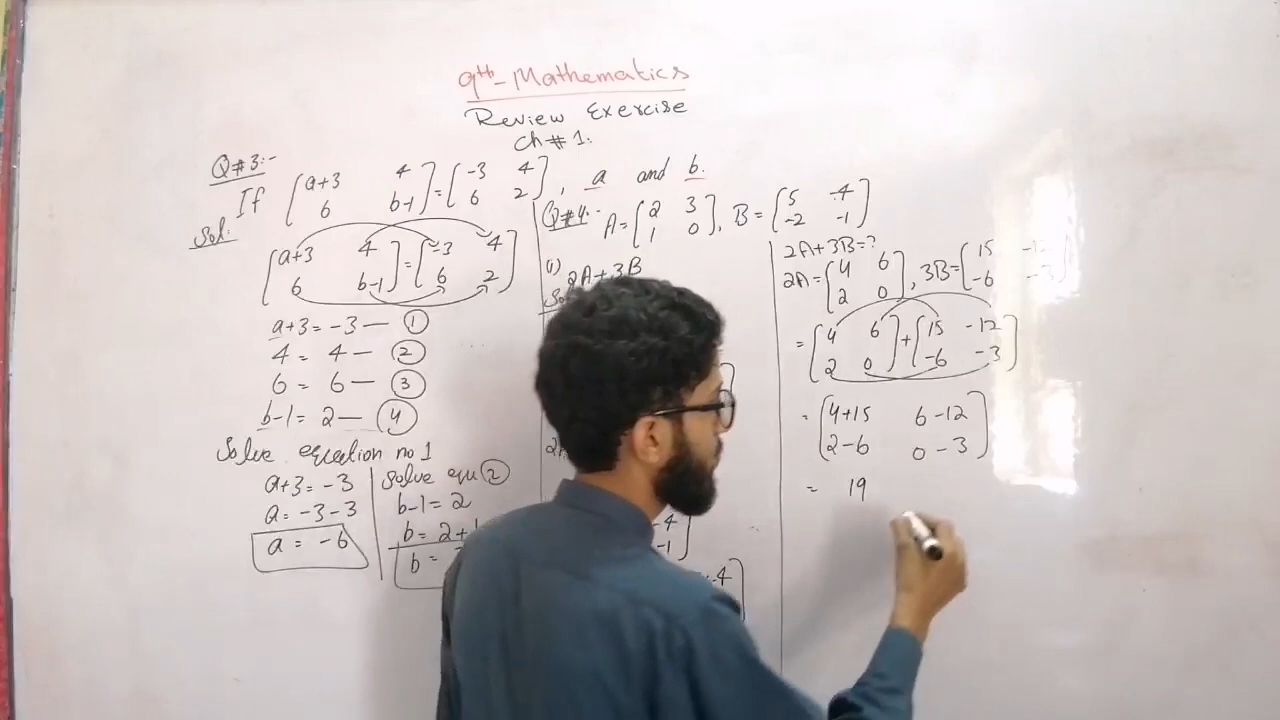 9th- Mathematics
Review Exercise
Ch # 1.
Q#3:-
If [a+3 4 6 b-1] = [-3 4 6 2], a and b.
Sol:
[a+3 4 6 b-1] = [-3 4 6 2]
a+3 = -3 — ①
4 = 4 — ②
6 = 6 — ③
b-1 = 2 — ④
Solve equation no 1
a+3 = -3
a = -3-3
a = -6
Solve equ ②
b-1 = 2
b = 2+
b =
Q#4:- A = [2 3 1 0], B = [5 -4 -2 -1]
(i) 2A+3B
-4
-1]
-4
2A+3B=?
2A = [4 6 2 0], 3B = [15 -12 -6 -3]
= [4 6 2 0] + [15 -12 -6 -3]
= [4+15 6-12 2-6 0-3]
= 19